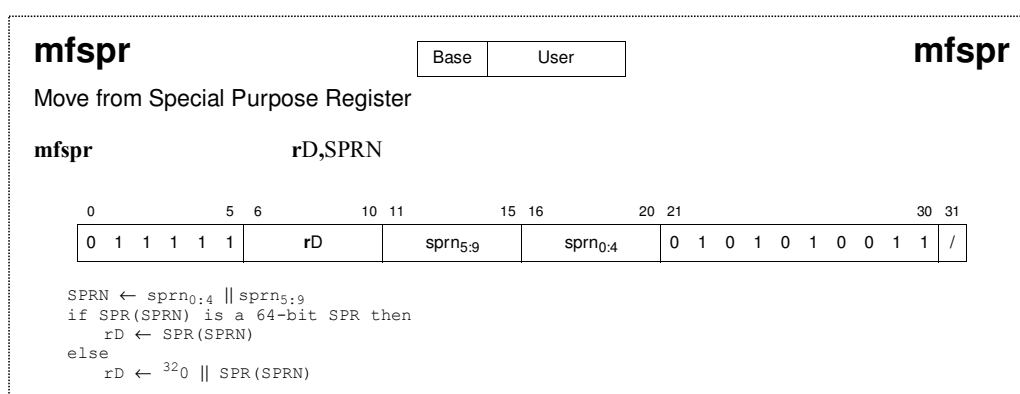 mfspr Base User mfspr
Move from Special Purpose Register
mfspr rD,SPRN
0 5 6 10 11 15 16 20 21 30 31
0 1 1 1 1 1 rD sprn5:9 sprn0:4 0 1 0 1 0 1 0 0 1 1 /
SPRN ← sprn0:4 || sprn5:9
if SPR(SPRN) is a 64-bit SPR then
rD ← SPR(SPRN)
else
rD ← 320 || SPR(SPRN)